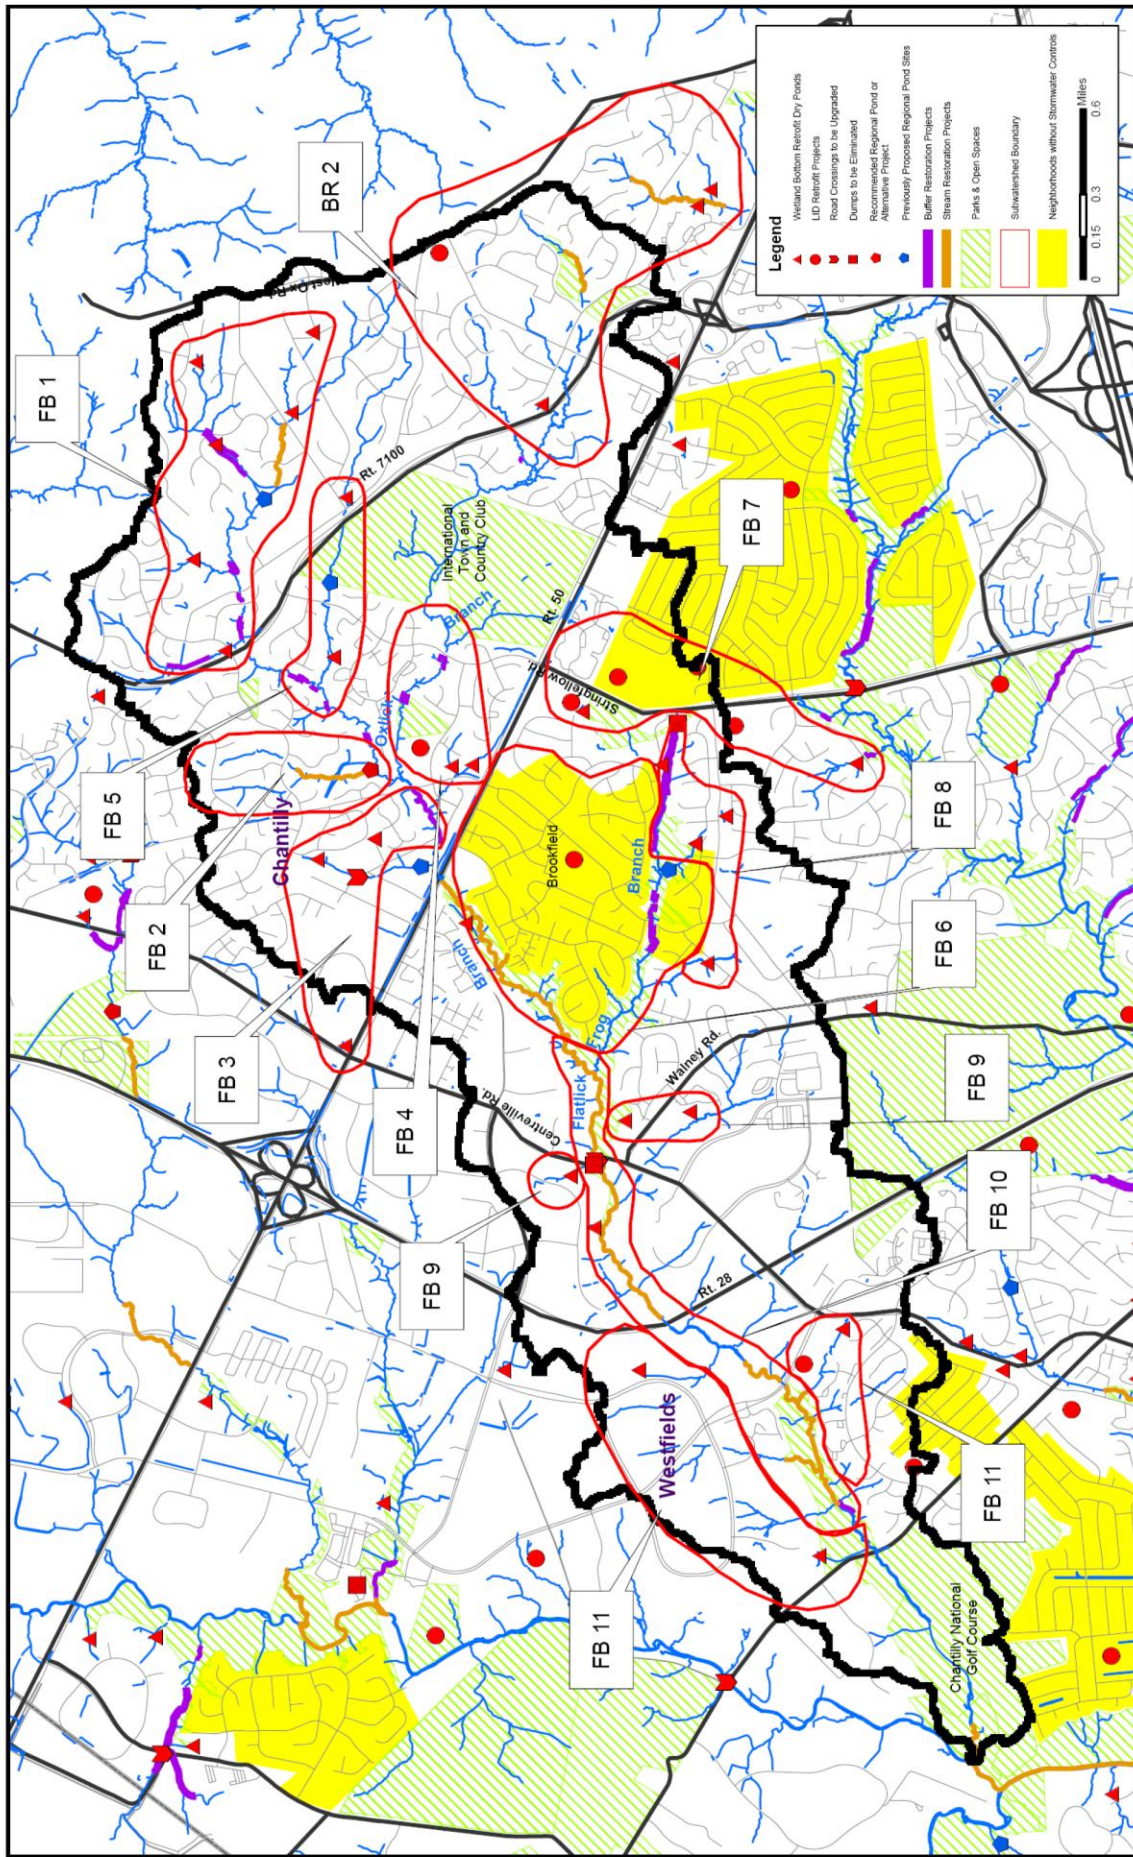 FB 1
BR 2
West Ox Rd.
Rt. 7100
FB 5
FB 2
Chantilly
Oxlick
Branch
International
Town and
Country Club
Rt. 50
Stringfellow Rd.
FB 7
FB 3
FB 4
Brookfield
Branch
Branch
Frog
FB 8
FB 6
Centreville Rd.
Flatlick
Walney Rd.
FB 9
FB 9
FB 10
Rt. 28
Westfields
FB 11
FB 11
Chantilly National
Golf Course
Legend
Wetland Bottom Retrofit Dry Ponds
LID Retrofit Projects
Road Crossings to be Upgraded
Dumps to be Eliminated
Recommended Regional Pond or
Alternative Project
Previously Proposed Regional Pond Sites
Buffer Restoration Projects
Stream Restoration Projects
Parks & Open Spaces
Subwatershed Boundary
Neighborhoods without Stormwater Controls
Miles
0 0.15 0.3 0.6